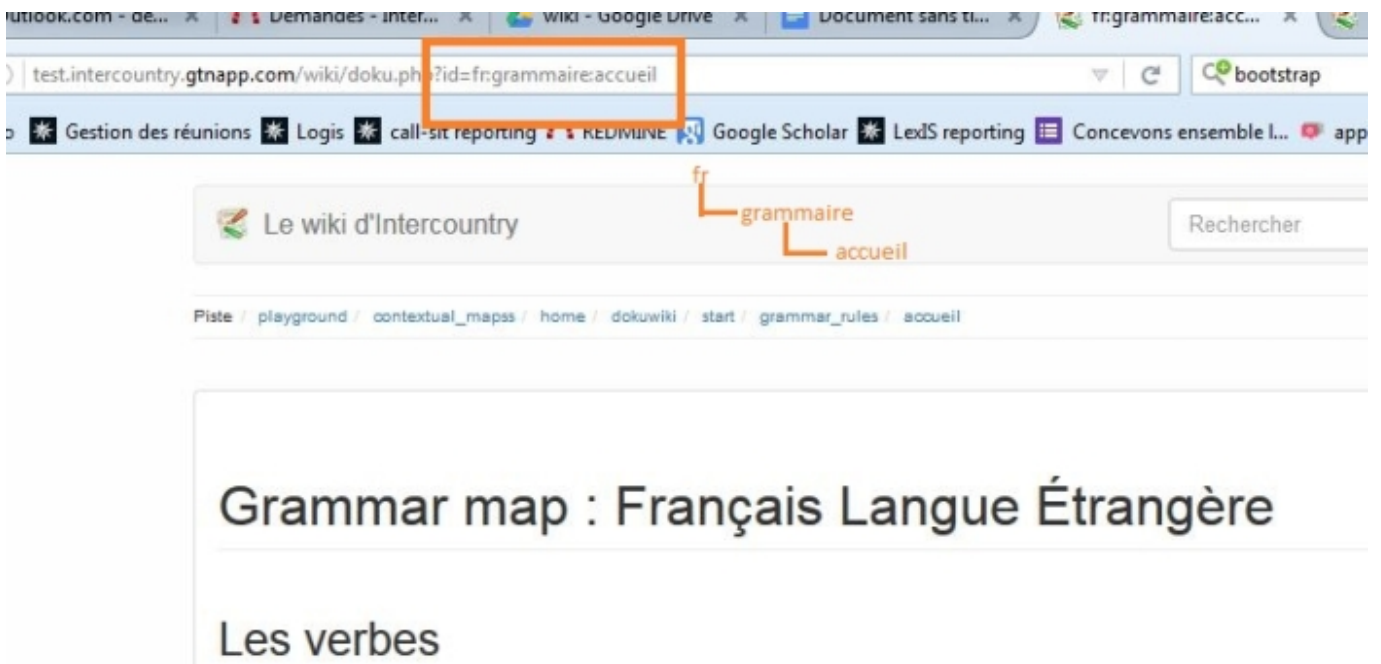 utlook.com - de... Demandes - Inter... wiki - Google Drive Document sans ti... fr:grammaire:acc...
test.intercountry.gtnapp.com/wiki/doku.php?id=fr:grammaire:accueil bootstrap
Gestion des réunions Logis call-sit reporting REDMINE Google Scholar LexIS reporting Concevons ensemble l... app
fr
grammaire
accueil
Le wiki d'Intercountry Rechercher
Piste / playground / contextual_mapss / home / dokuwiki / start / grammar_rules / accueil
Grammar map : Français Langue Étrangère
Les verbes